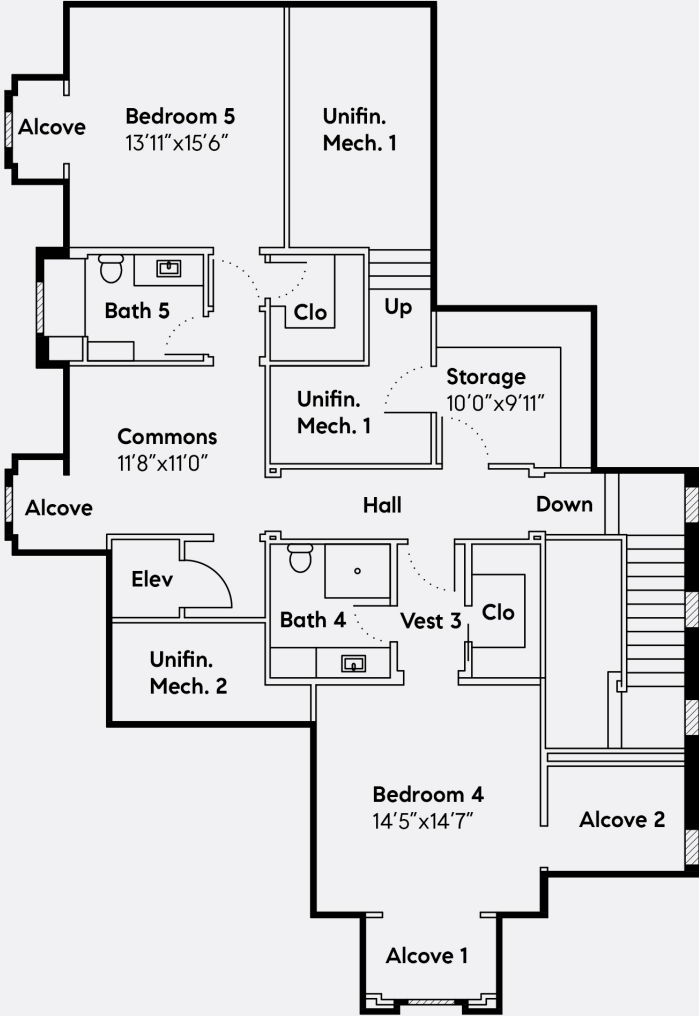 Bedroom 5
13'11"x15'6"
Alcove
Unifin.
Mech. 1
Bath 5
Clo
Up
Storage
10'0"x9'11"
Unifin.
Mech. 1
Commons
11'8"x11'0"
Alcove
Hall
Down
Elev
Bath 4
Vest 3
Clo
Unifin.
Mech. 2
Bedroom 4
14'5"x14'7"
Alcove 2
Alcove 1